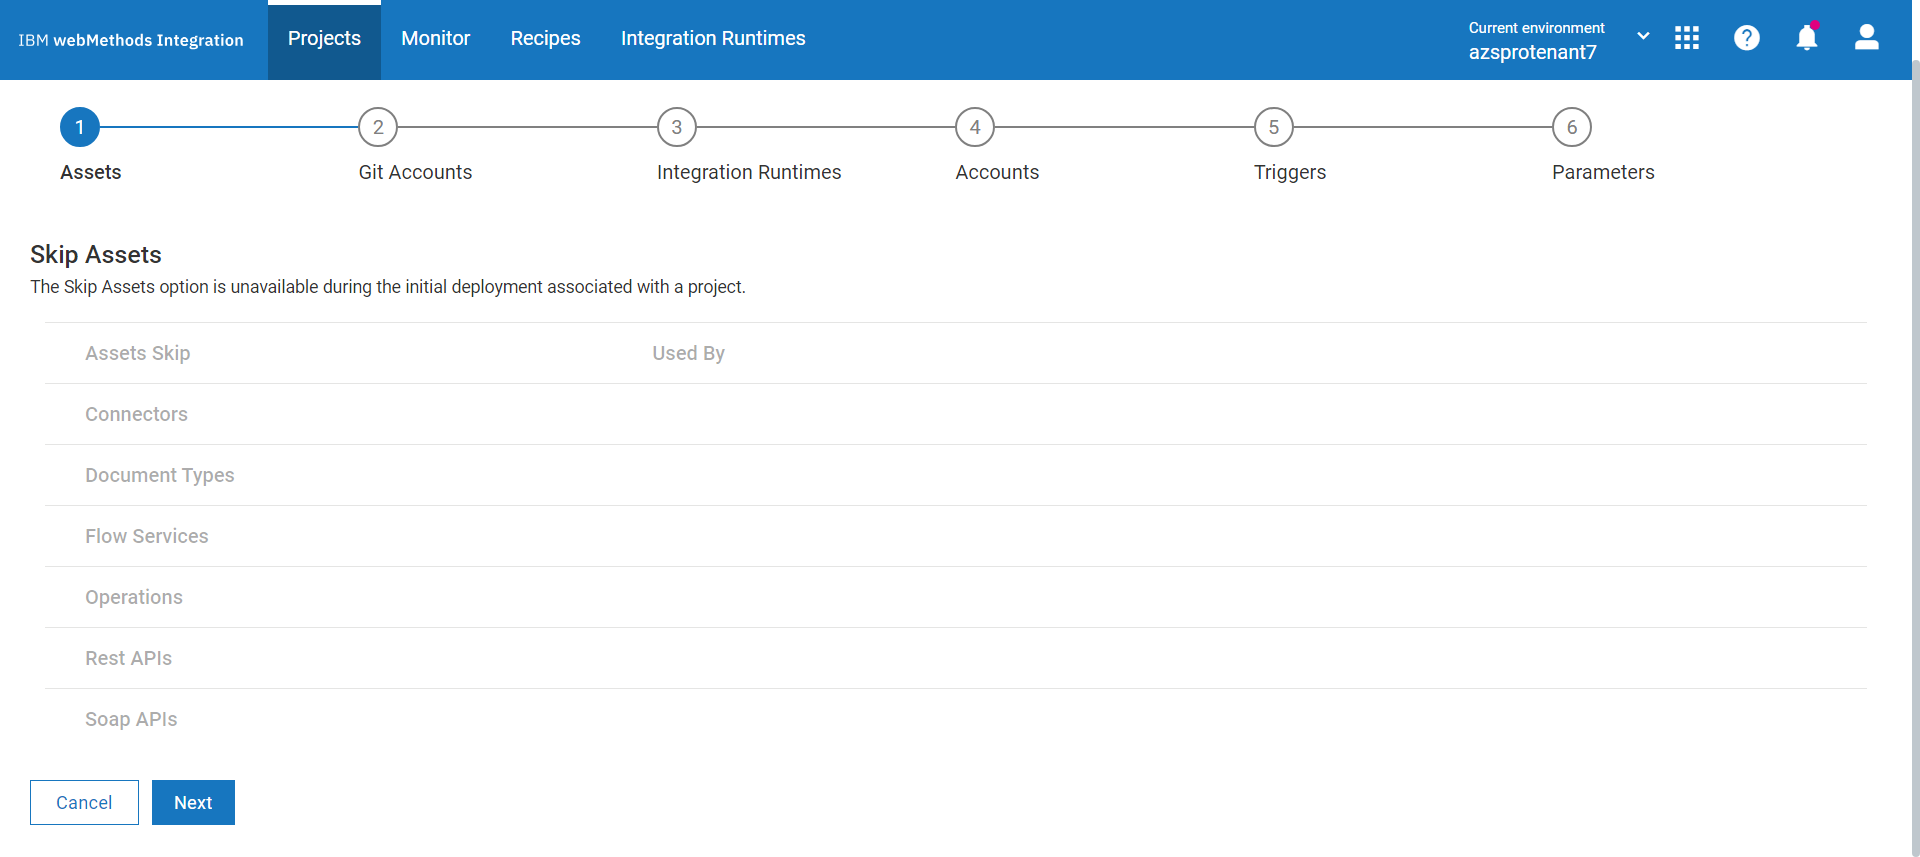 IBM webMethods Integration
Projects
Monitor
Recipes
Integration Runtimes
Current environment
azsprotenant7
?
1
2
3
4
5
6
Assets
Git Accounts
Integration Runtimes
Accounts
Triggers
Parameters
Skip Assets
The Skip Assets option is unavailable during the initial deployment associated with a project.
Assets Skip
Used By
Connectors
Document Types
Flow Services
Operations
Rest APIs
Soap APIs
Cancel
Next